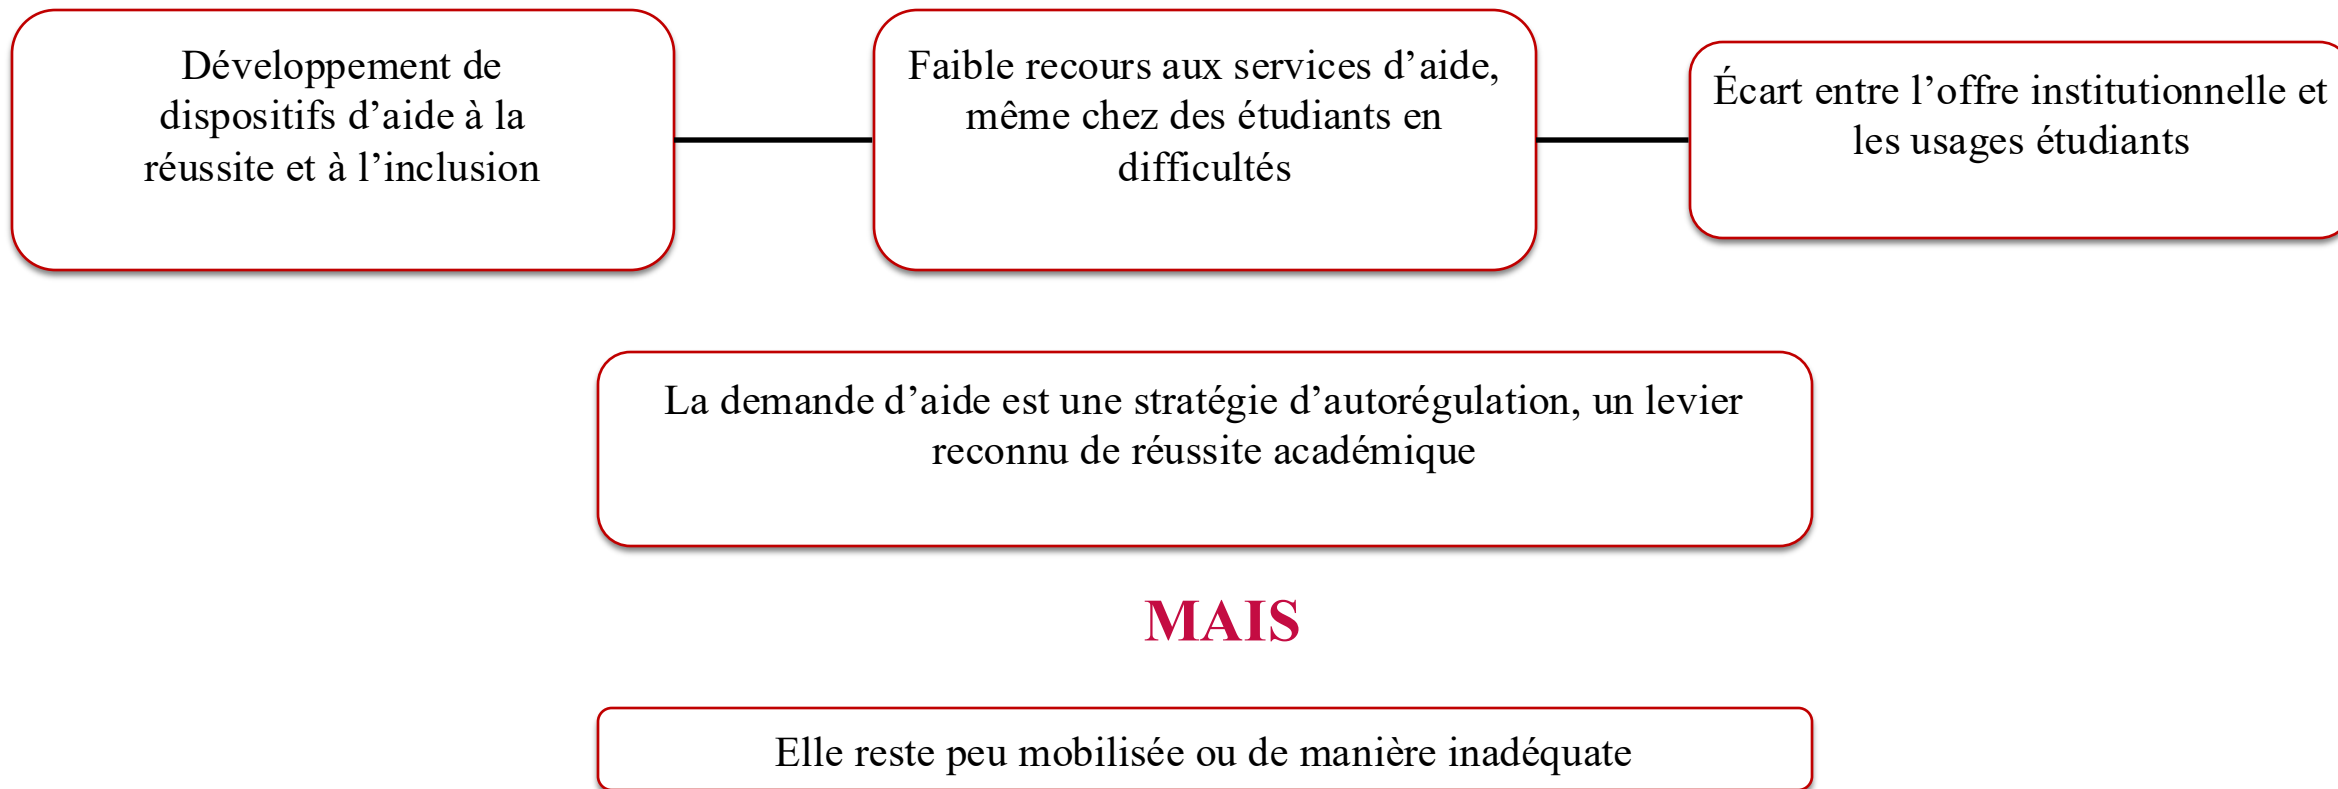 Développement de
dispositifs d’aide à la
réussite et à l’inclusion
Faible recours aux services d’aide,
même chez des étudiants en
difficultés
Écart entre l’offre institutionnelle et
les usages étudiants
La demande d’aide est une stratégie d’autorégulation, un levier
reconnu de réussite académique
MAIS
Elle reste peu mobilisée ou de manière inadéquate